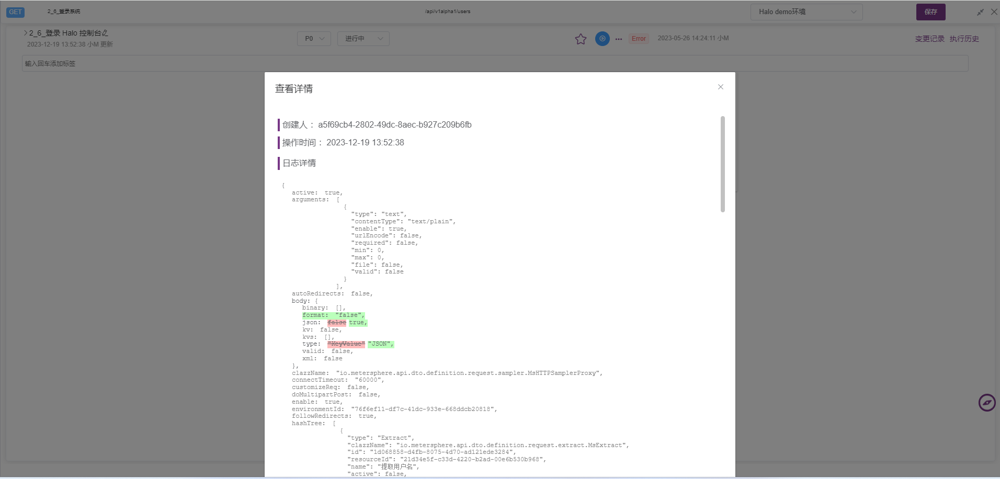 GET 2_6_登录系统 /api/v1alpha1/users Halo demo环境 保存
2_6_登录 Halo 控制台
2023-12-19 13:52:38 小M 更新
P0 进行中 Error 2023-05-26 14:24:11 小M 变更记录 执行历史
输入回车添加标签
查看详情
创建人： a5f69cb4-2802-49dc-8aec-b927c209b6fb
操作时间： 2023-12-19 13:52:38
日志详情
{
active: true,
arguments: [
{
"type": "text",
"contentType": "text/plain",
"enable": true,
"urlEncode": false,
"required": false,
"min": 0,
"max": 0,
"file": false,
"valid": false
}
],
autoRedirects: false,
body: {
binary: [],
format: "false",
json: false true,
kv: false,
kvs: [],
type: "KeyValue" "JSON",
valid: false,
xml: false
},
clazzName: "io.metersphere.api.dto.definition.request.sampler.MsHTTPSamplerProxy",
connectTimeout: "60000",
customizeReq: false,
doMultipartPost: false,
enable: true,
environmentId: "76f6ef11-df7c-41dc-933e-668ddcb20818",
followRedirects: true,
hashTree: [
{
"type": "Extract",
"clazzName": "io.metersphere.api.dto.definition.request.extract.MsExtract",
"id": "1d068858-d4fb-8075-4d70-ad121ede3284",
"resourceId": "21d34e5f-c33d-4220-b2ad-00e6b530b968",
"name": "提取用户名",
"active": false,